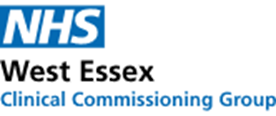 NHS
West Essex
Clinical Commissioning Group